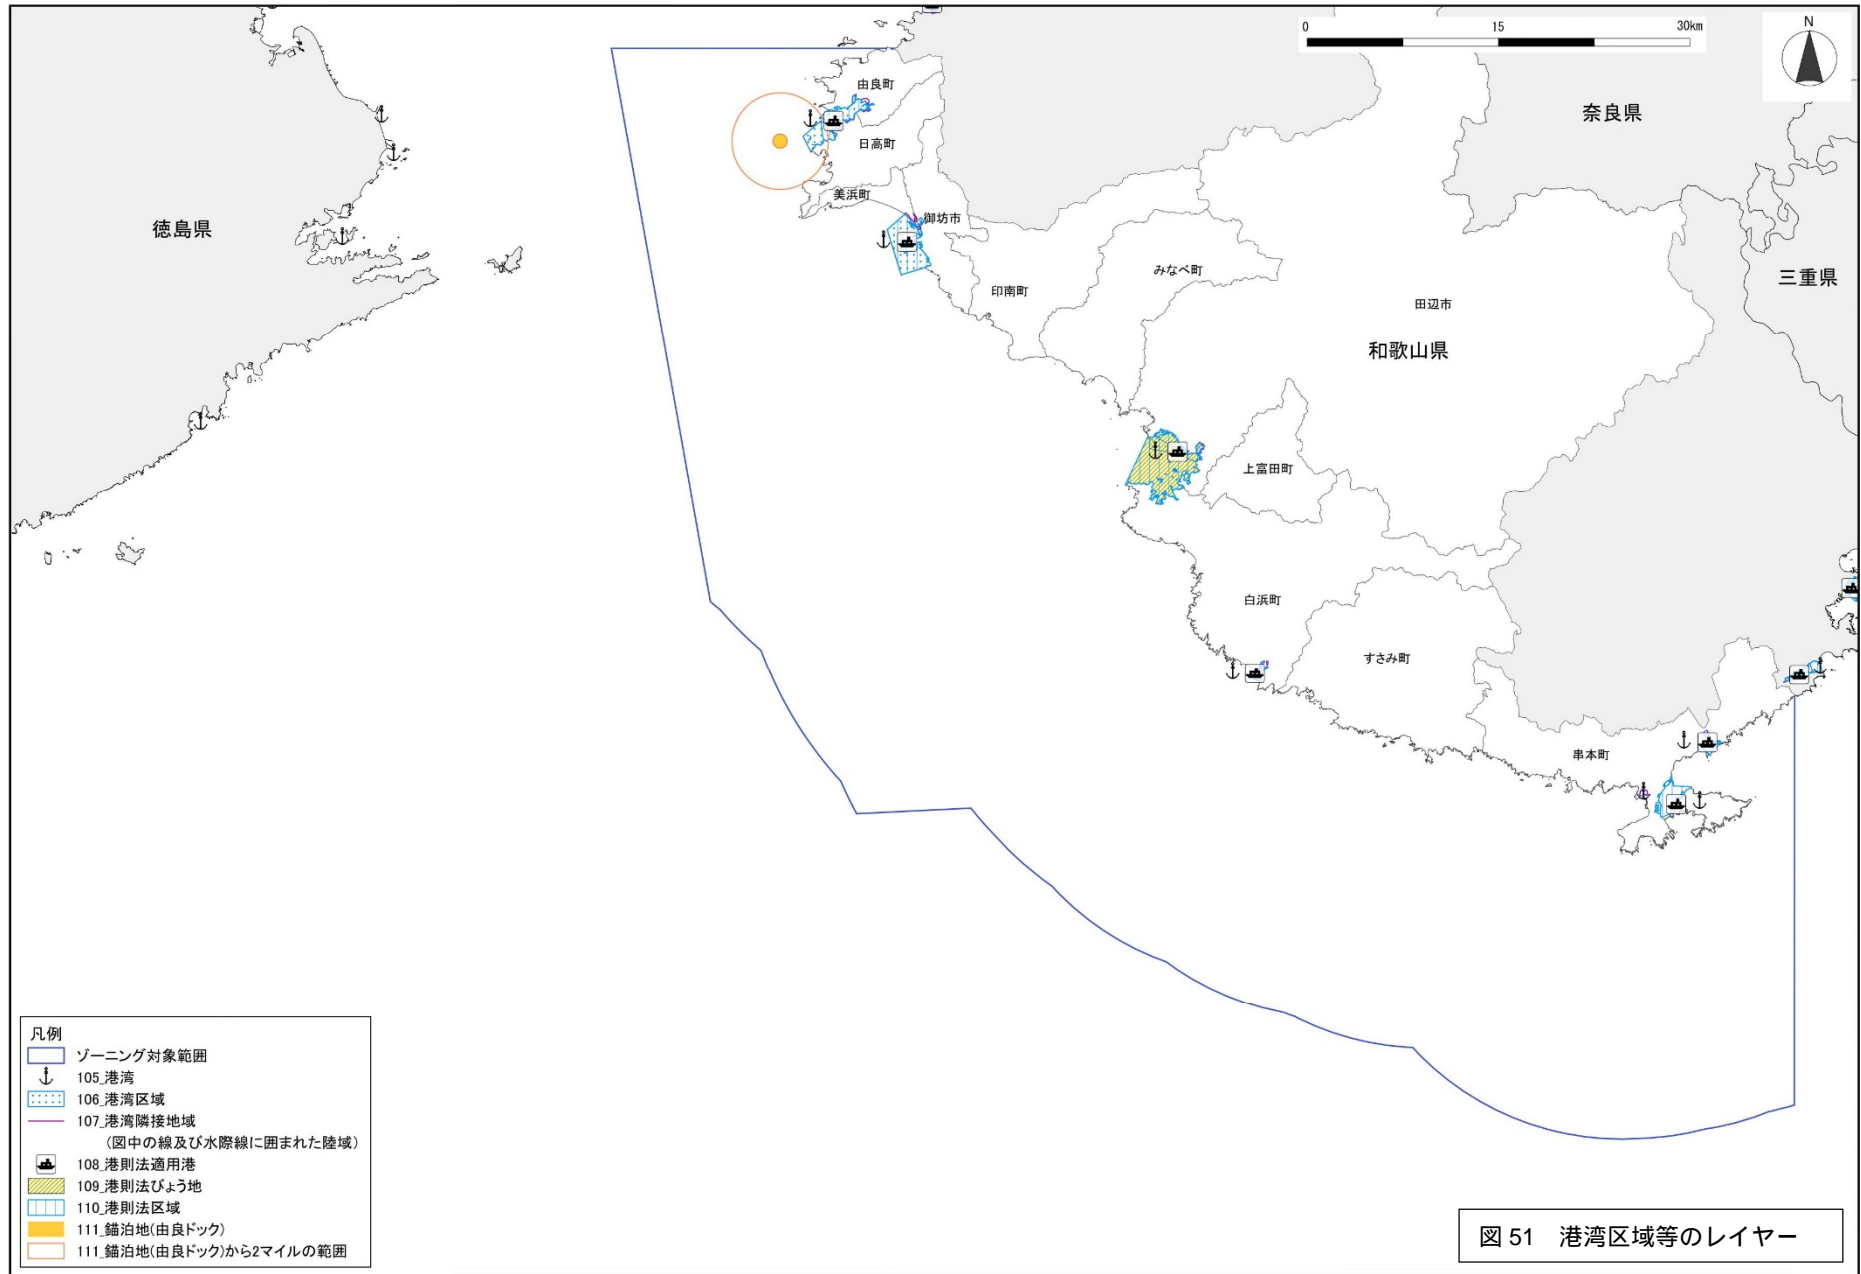 0 15 30km
N
由良町
奈良県
日高町
美浜町
御坊市
徳島県
みなべ町
三重県
印南町
田辺市
和歌山県
上富田町
白浜町
すさみ町
串本町
凡例
ゾーニング対象範囲
105_港湾
106_港湾区域
107_港湾隣接地域
(図中の線及び水際線に囲まれた陸域)
108_港則法適用港
109_港則法びょう地
110_港則法区域
111_錨泊地(由良ドック)
111_錨泊地(由良ドック)から2マイルの範囲
図 51 港湾区域等のレイヤー